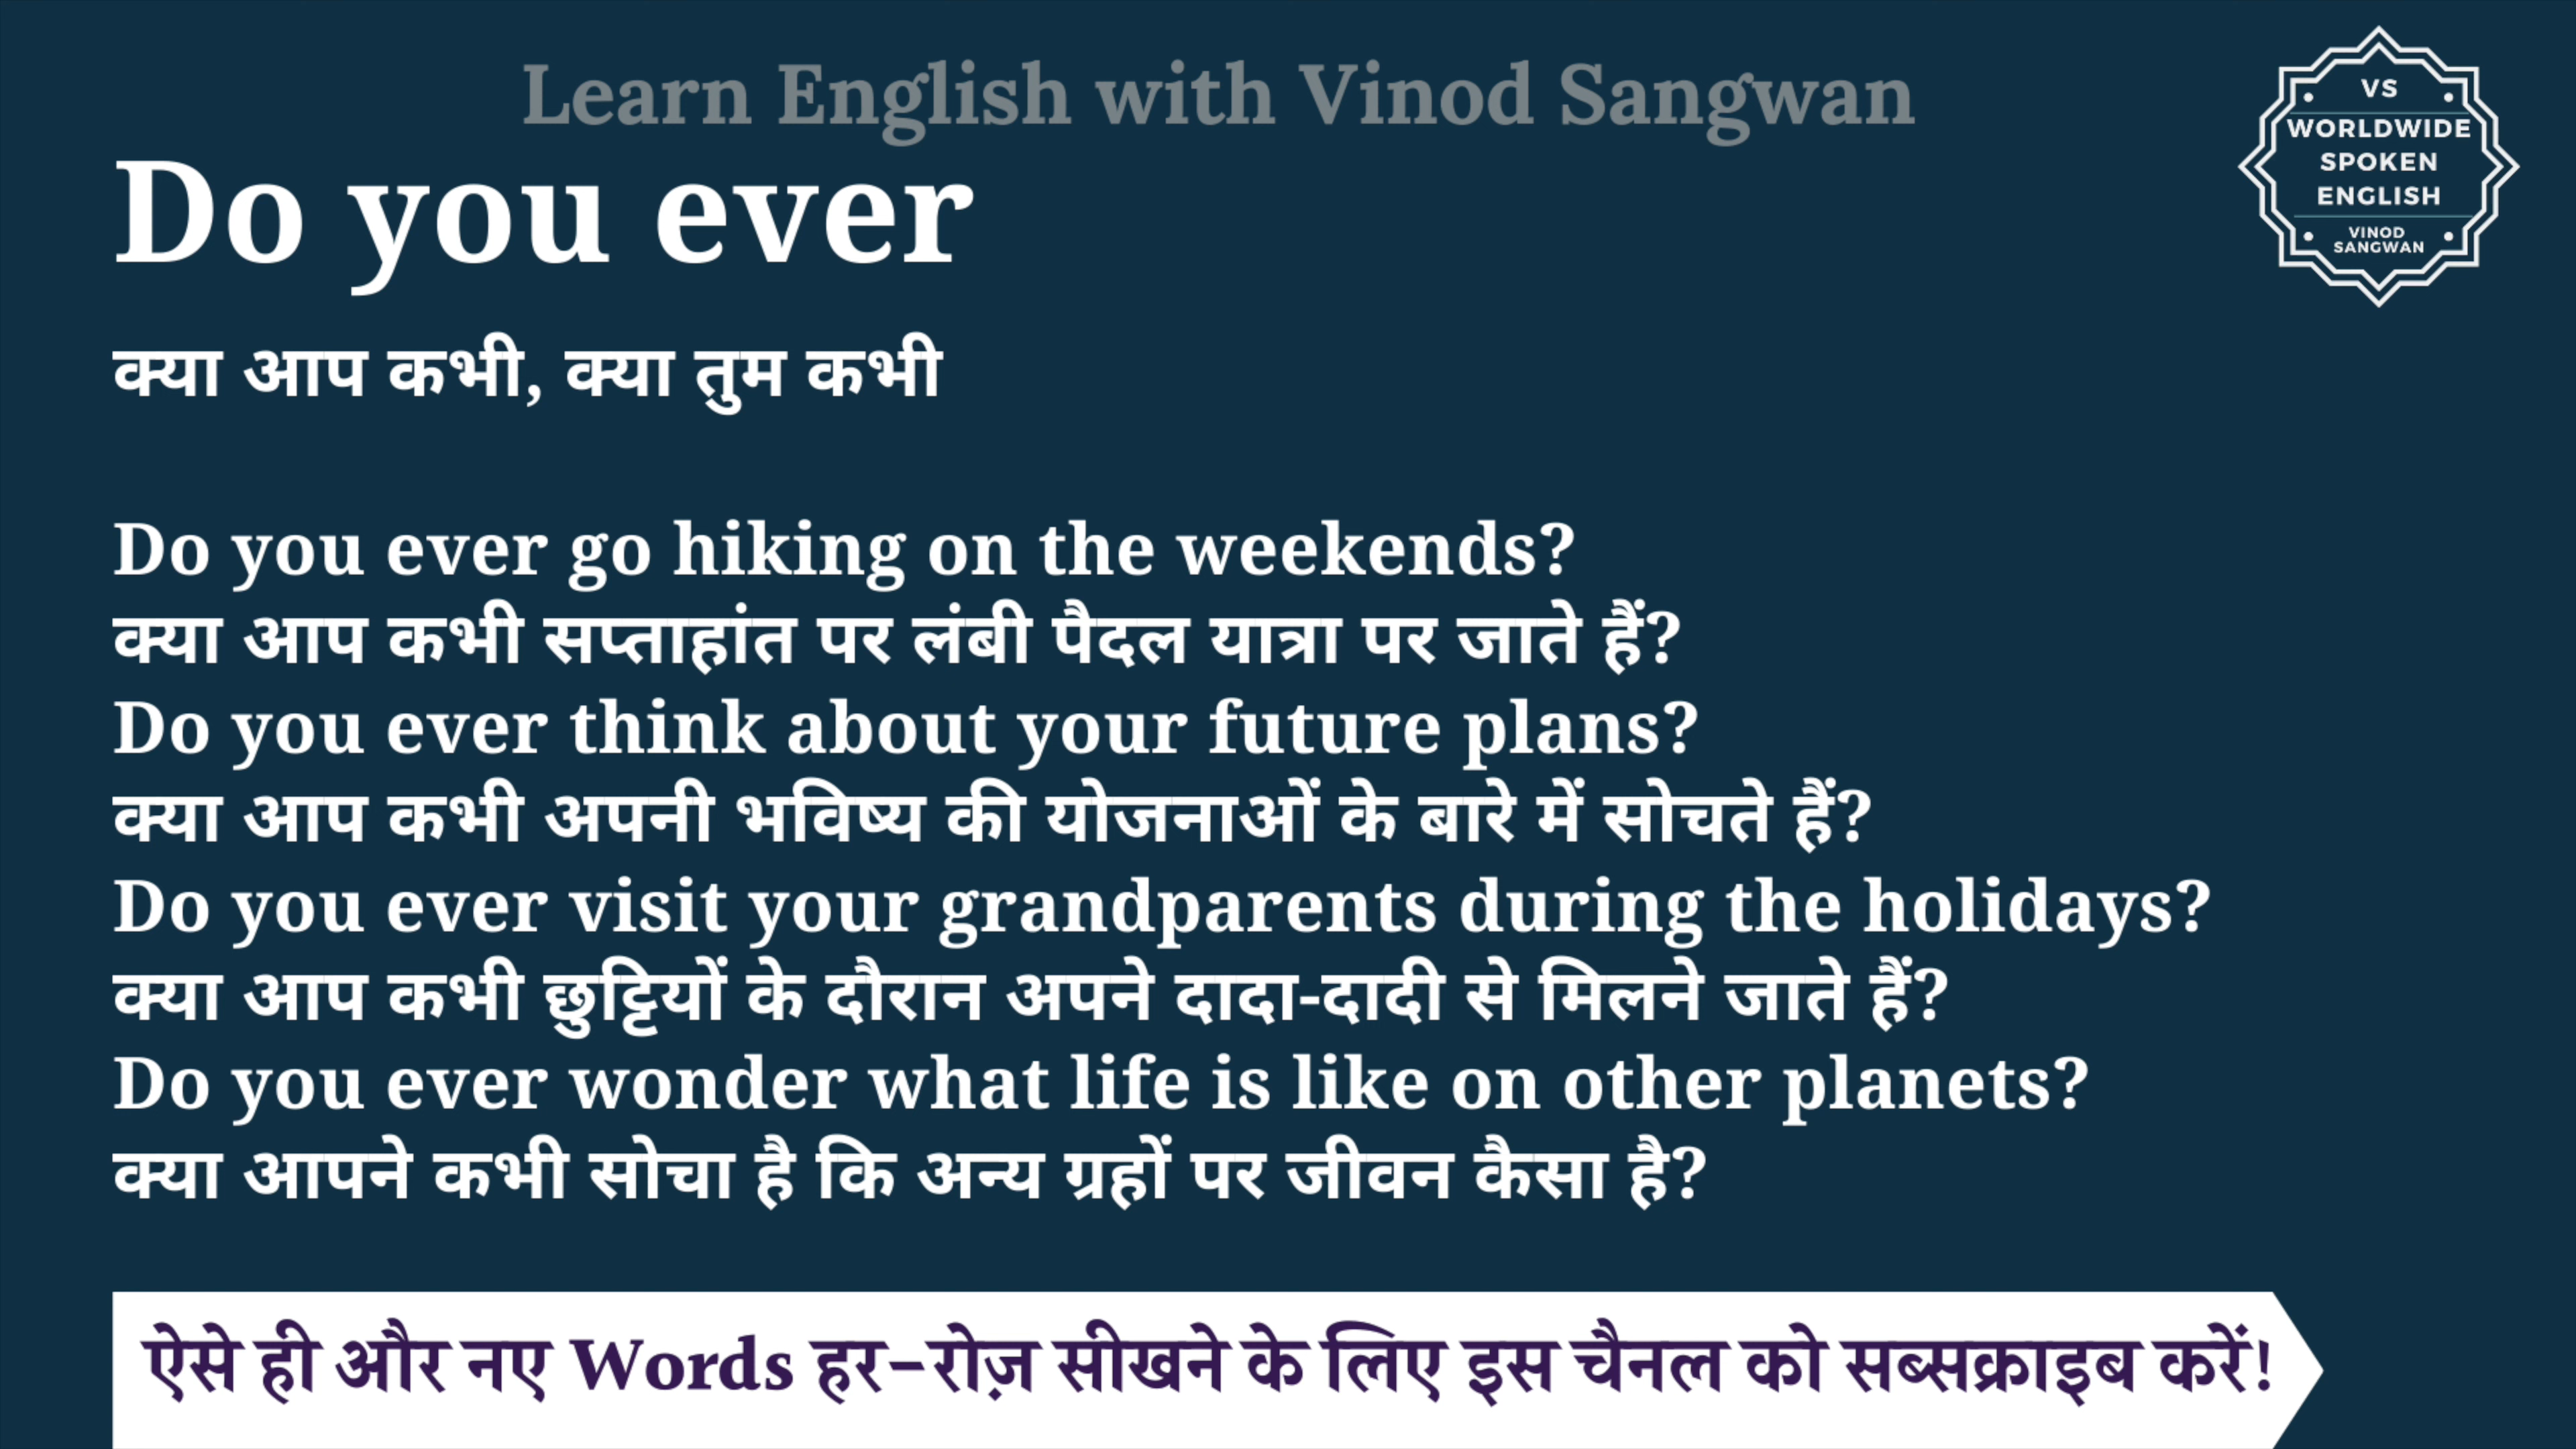 Learn English with Vinod Sangwan
VS
WORLDWIDE
SPOKEN
ENGLISH
VINOD
SANGWAN
Do you ever
क्या आप कभी, क्या तुम कभी
Do you ever go hiking on the weekends?
क्या आप कभी सप्ताहांत पर लंबी पैदल यात्रा पर जाते हैं?
Do you ever think about your future plans?
क्या आप कभी अपनी भविष्य की योजनाओं के बारे में सोचते हैं?
Do you ever visit your grandparents during the holidays?
क्या आप कभी छुट्टियों के दौरान अपने दादा-दादी से मिलने जाते हैं?
Do you ever wonder what life is like on other planets?
क्या आपने कभी सोचा है कि अन्य ग्रहों पर जीवन कैसा है?
ऐसे ही और नए Words हर–रोज़ सीखने के लिए इस चैनल को सब्सक्राइब करें!